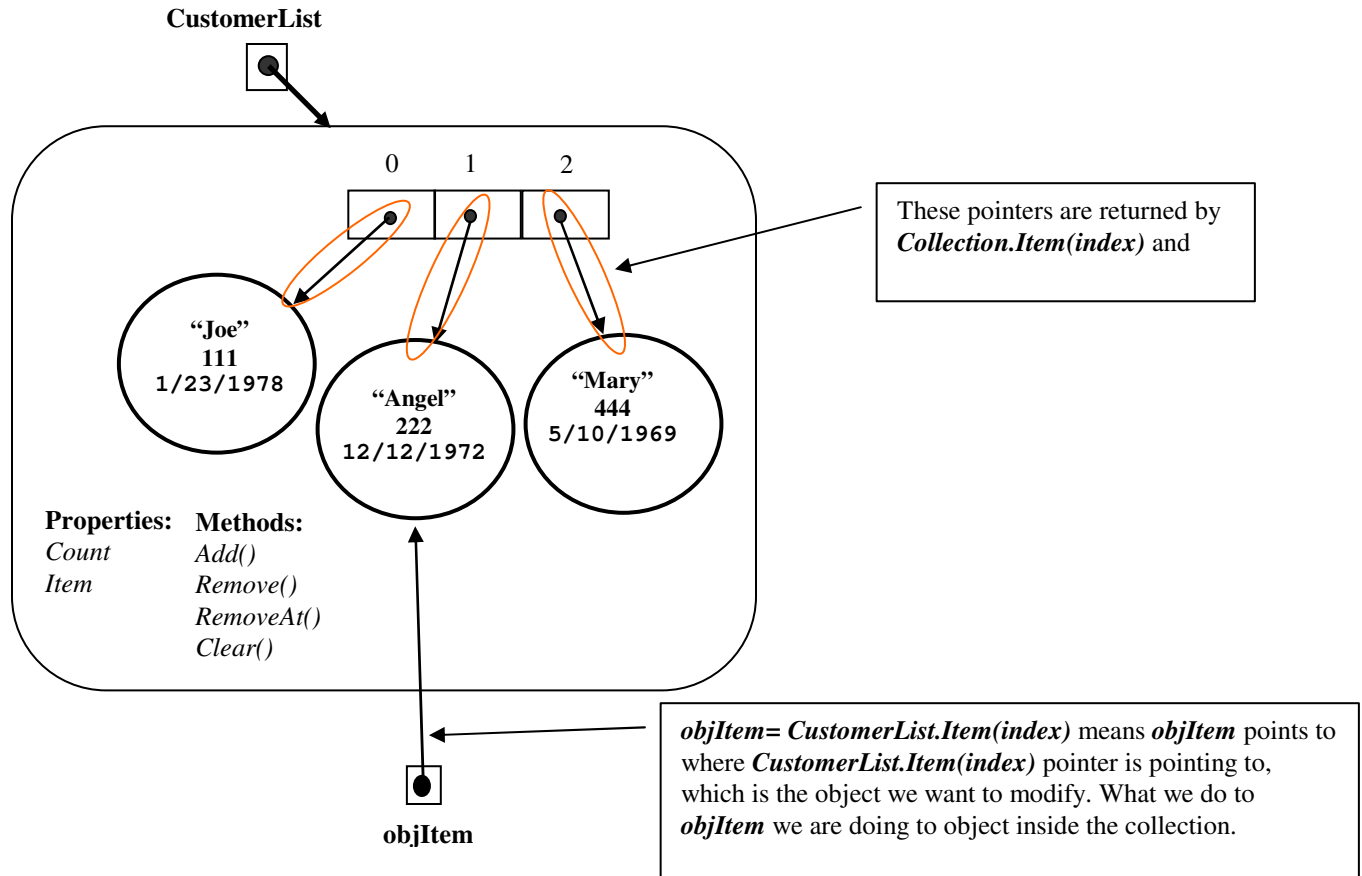 CustomerList
0 1 2
These pointers are returned by
Collection.Item(index) and
“Joe”
111
1/23/1978
“Angel”
222
12/12/1972
“Mary”
444
5/10/1969
Properties:
Count
Item
Methods:
Add()
Remove()
RemoveAt()
Clear()
objItem= CustomerList.Item(index) means objItem points to
where CustomerList.Item(index) pointer is pointing to,
which is the object we want to modify. What we do to
objItem we are doing to object inside the collection.
objItem